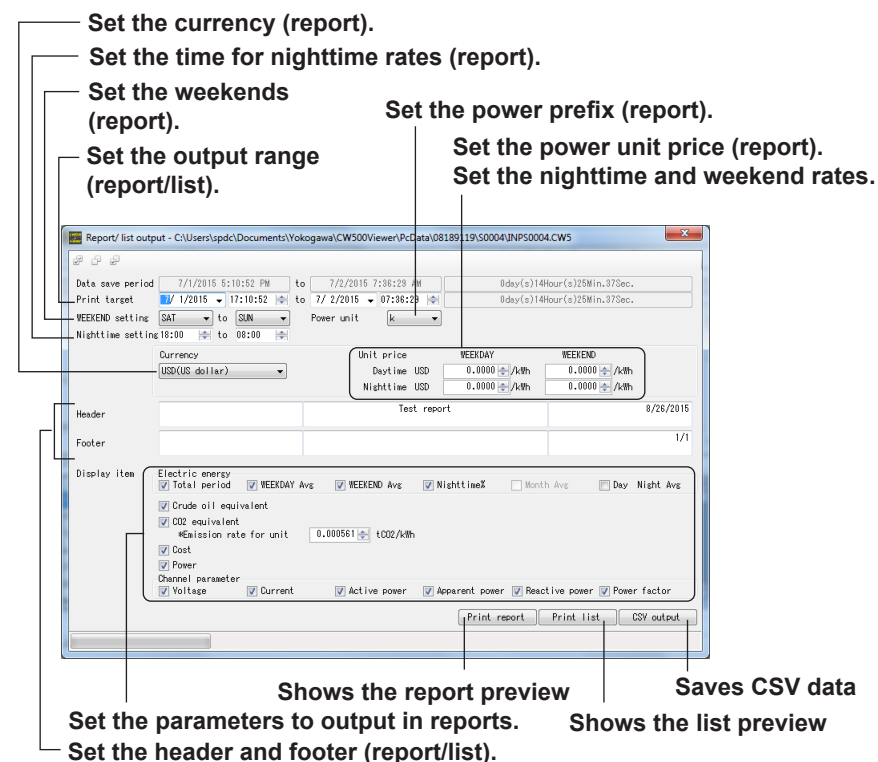 Set the currency (report).
Set the time for nighttime rates (report).
Set the weekends
(report).
Set the power prefix (report).
Set the output range
(report/list).
Set the power unit price (report).
Set the nighttime and weekend rates.
Report/ list output - C:\Users\spdc\Documents\Yokogawa\CW500Viewer\PcData\08189119\S0004\INPS0004.CW5
Data save period 7/1/2015 5:10:52 PM to 7/2/2015 7:36:29 AM 0day(s)14Hour(s)25Min.37Sec.
Print target 7/ 1/2015 17:10:52 to 7/ 2/2015 07:36:29 0day(s)14Hour(s)25Min.37Sec.
WEEKEND setting SAT to SUN Power unit k
Nighttime setting 18:00 to 08:00
Currency Unit price WEEKDAY WEEKEND
USD(US dollar) Daytime USD 0.0000 /kWh 0.0000 /kWh
Nighttime USD 0.0000 /kWh 0.0000 /kWh
Header Test report 8/26/2015
Footer 1/1
Display item Electric energy
Total period WEEKDAY Avg WEEKEND Avg Nighttime% Month Avg Day Night Avg
Crude oil equivalent
CO2 equivalent
*Emission rate for unit 0.000561 tCO2/kWh
Cost
Power
Channel parameter
Voltage Current Active power Apparent power Reactive power Power factor
Print report Print list CSV output
Shows the report preview
Saves CSV data
Set the parameters to output in reports.
Shows the list preview
Set the header and footer (report/list).